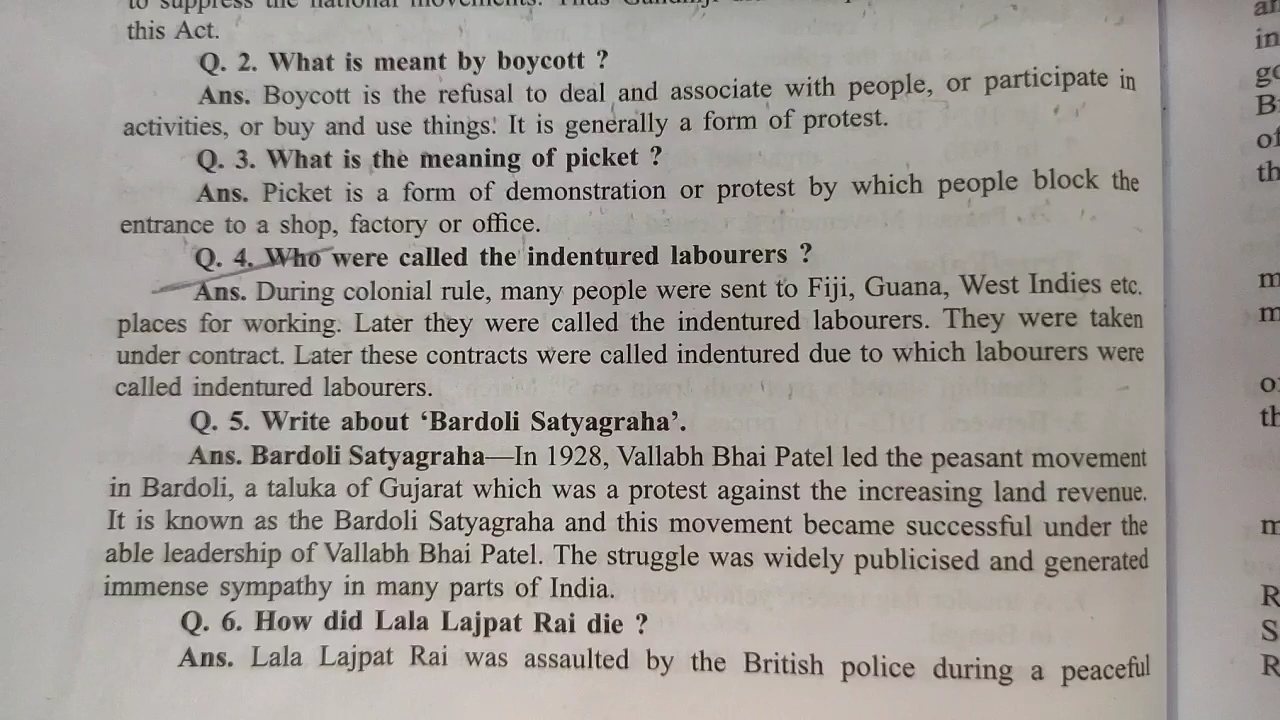 to suppress the national movements. Thus
this Act.
Q. 2. What is meant by boycott ?
Ans. Boycott is the refusal to deal and associate with people, or participate in
activities, or buy and use things. It is generally a form of protest.
Q. 3. What is the meaning of picket ?
Ans. Picket is a form of demonstration or protest by which people block the
entrance to a shop, factory or office.
Q. 4. Who were called the indentured labourers ?
Ans. During colonial rule, many people were sent to Fiji, Guana, West Indies etc.
places for working. Later they were called the indentured labourers. They were taken
under contract. Later these contracts were called indentured due to which labourers were
called indentured labourers.
Q. 5. Write about ‘Bardoli Satyagraha’.
Ans. Bardoli Satyagraha—In 1928, Vallabh Bhai Patel led the peasant movement
in Bardoli, a taluka of Gujarat which was a protest against the increasing land revenue.
It is known as the Bardoli Satyagraha and this movement became successful under the
able leadership of Vallabh Bhai Patel. The struggle was widely publicised and generated
immense sympathy in many parts of India.
Q. 6. How did Lala Lajpat Rai die ?
Ans. Lala Lajpat Rai was assaulted by the British police during a peaceful